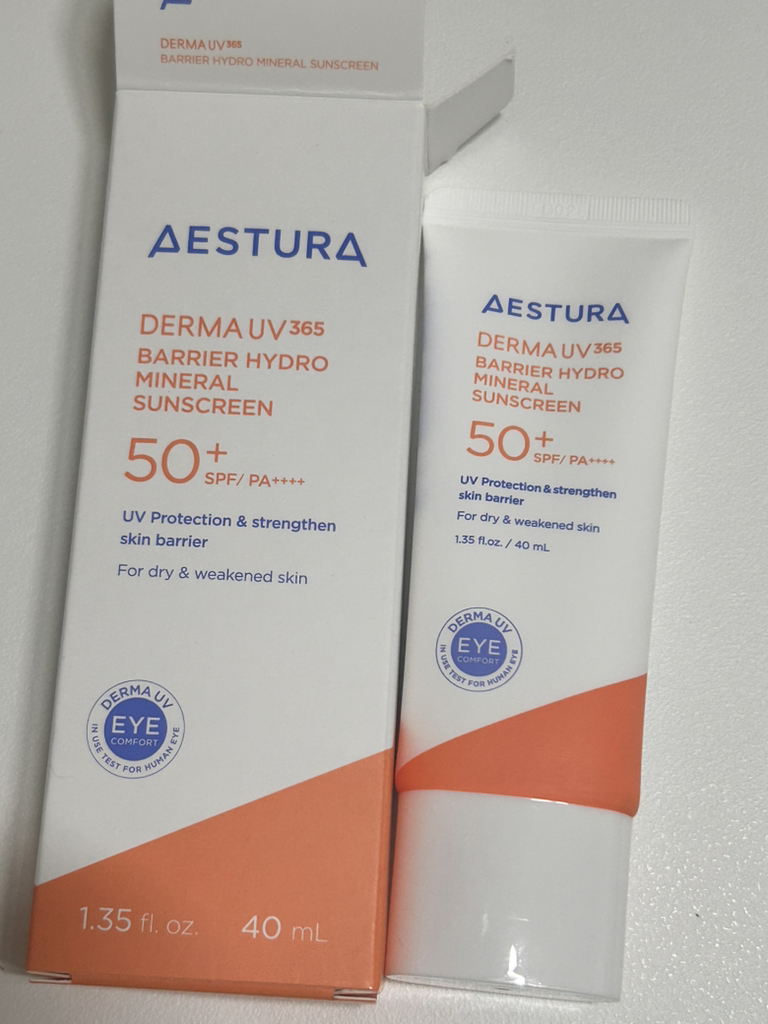 DERMA UV365
BARRIER HYDRO MINERAL SUNSCREEN
AESTURA
DERMA UV365
BARRIER HYDRO
MINERAL
SUNSCREEN
50+
SPF/ PA++++
UV Protection & strengthen
skin barrier
For dry & weakened skin
DERMA UV
EYE
COMFORT
IN USE TEST FOR HUMAN EYE
1.35 fl. oz. 40 mL
AESTURA
DERMA UV365
BARRIER HYDRO
MINERAL
SUNSCREEN
50+
SPF/ PA++++
UV Protection & strengthen
skin barrier
For dry & weakened skin
1.35 fl.oz. / 40 mL
DERMA UV
EYE
COMFORT
IN USE TEST FOR HUMAN EYE